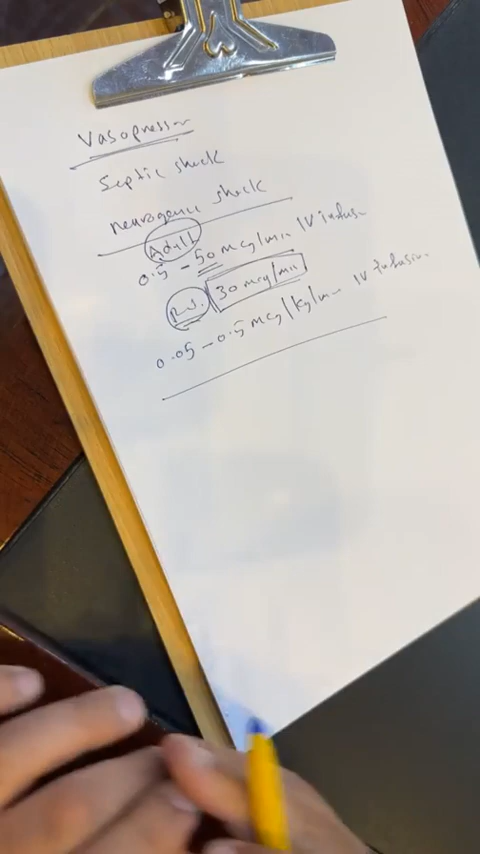 Vasopressor
Septic shock
neurogenic shock
Adult
0.5 - 50 mcg/min IV infusion
Ped. 30 mcg/min
0.05 - 0.5 mcg/kg/min IV infusion